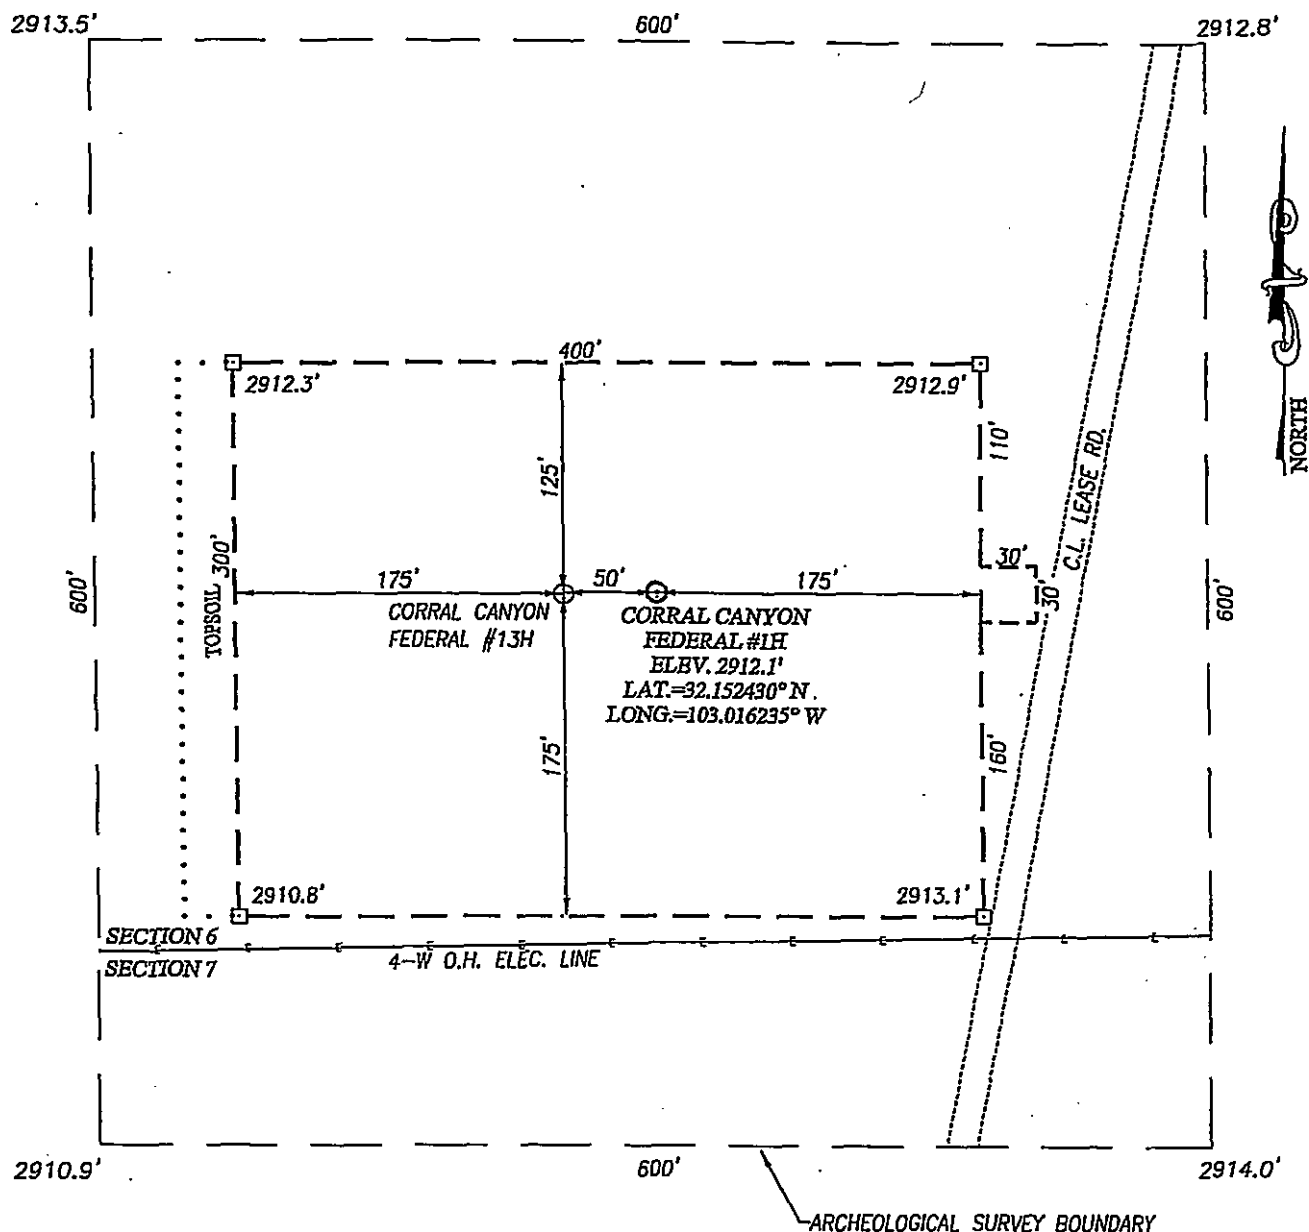 2913.5'
600'
2912.8'
400'
2912.3'
2912.9'
125'
110'
NORTH
C.L. LEASE RD.
600'
TOPSOIL
300'
175'
50'
175'
30'
30'
600'
CORRAL CANYON
FEDERAL #13H
CORRAL CANYON
FEDERAL #1H
ELEV. 2912.1'
LAT.=32.152430° N
LONG.=103.016235° W
175'
160'
2910.8'
2913.1'
SECTION 6
SECTION 7
4-W O.H. ELEC. LINE
2910.9'
600'
2914.0'
ARCHEOLOGICAL SURVEY BOUNDARY